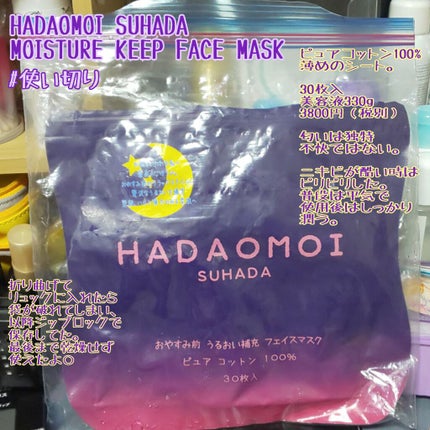 HADAOMOI SUHADA
MOISTURE KEEP FACE MASK
#使い切り
ピュアコットン100%
薄めのシート。
30枚入
美容液330g
3800円(税別)
匂いは独特
不快ではない。
ニキビが酷い時は
ピリピリした。
普段は平気で
使用後はしっかり
潤う。
HADAOMOI
SUHADA
おやすみ前 うるおい補充 フェイスマスク
ピュア コットン 100%
30枚入
折り曲げて
リュックに入れたら
袋が破れてしまい、
以降ジップロックで
保存してた。
最後まで乾燥せず
使えたよ○